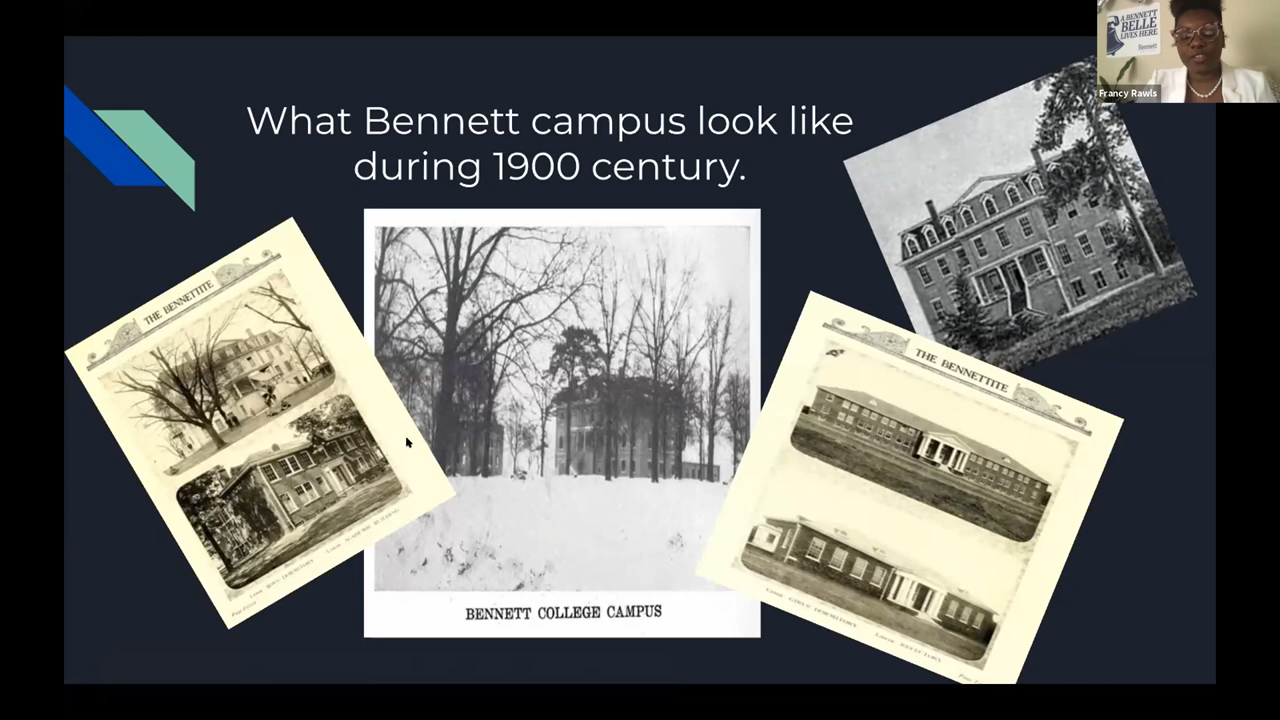 A BENNETT
BELLE
LIVES HERE
Bennett
Francy Rawls
What Bennett campus look like
during 1900 century.
THE BENNETTITE
BENNETT COLLEGE CAMPUS
THE BENNETTITE